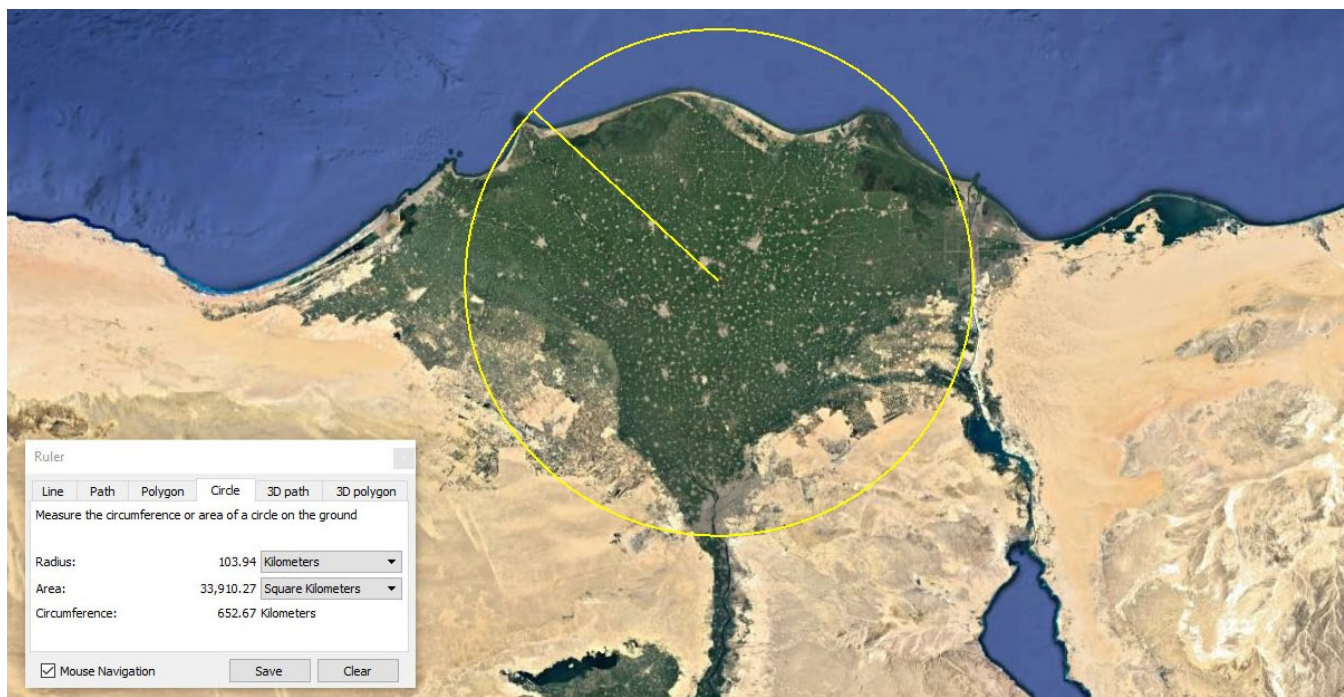 Ruler
Line Path Polygon Circle 3D path 3D polygon
Measure the circumference or area of a circle on the ground
Radius: 103.94 Kilometers
Area: 33,910.27 Square Kilometers
Circumference: 652.67 Kilometers
Mouse Navigation Save Clear